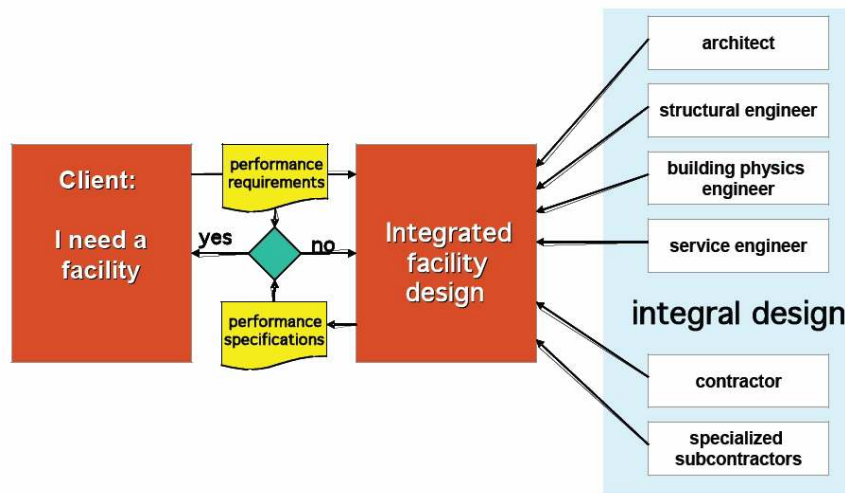 Client:
I need a
facility
performance
requirements
yes
no
performance
specifications
Integrated
facility
design
architect
structural engineer
building physics
engineer
service engineer
integral design
contractor
specialized
subcontractors